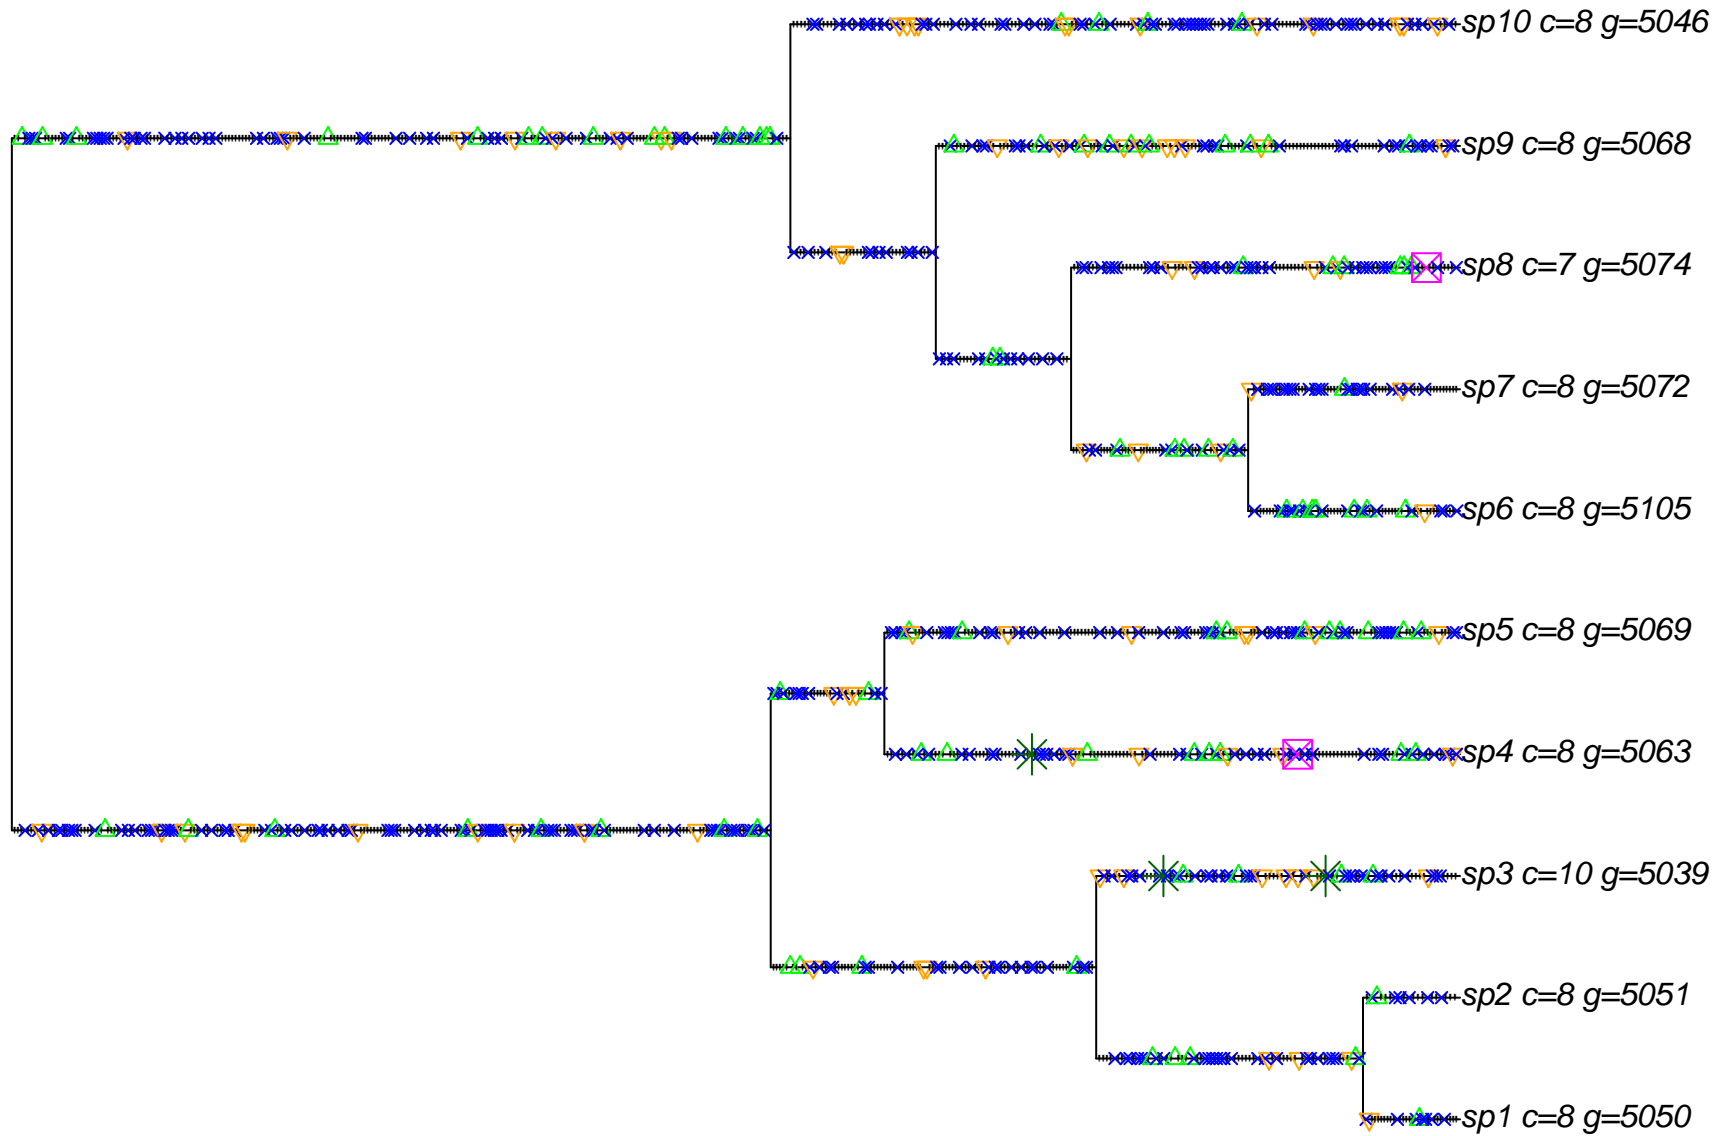 sp10 c=8 g=5046
sp9 c=8 g=5068
sp8 c=7 g=5074
sp7 c=8 g=5072
sp6 c=8 g=5105
sp5 c=8 g=5069
sp4 c=8 g=5063
sp3 c=10 g=5039
sp2 c=8 g=5051
sp1 c=8 g=5050